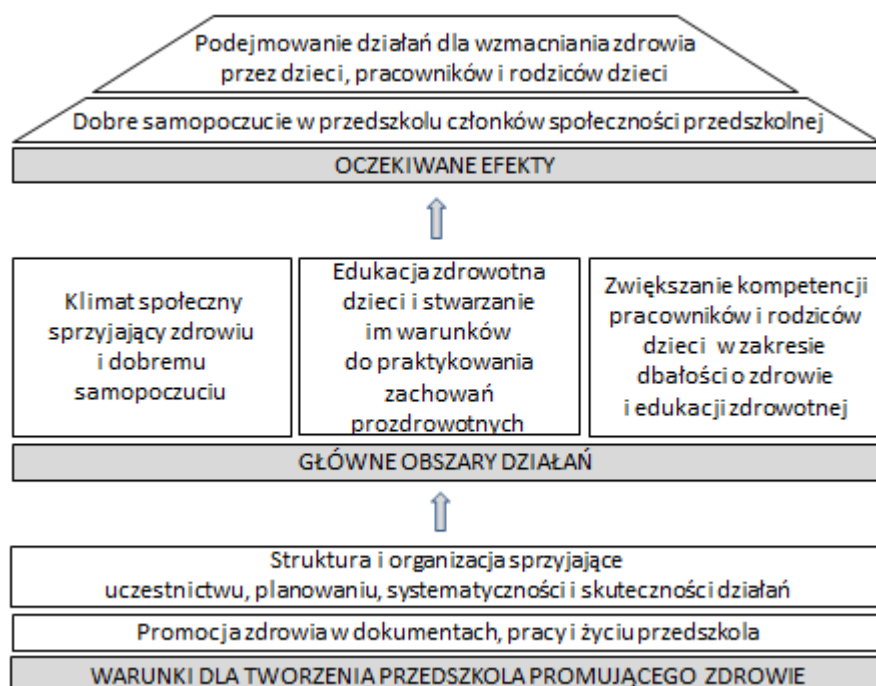 Podejmowanie działań dla wzmacniania zdrowia
przez dzieci, pracowników i rodziców dzieci
Dobre samopoczucie w przedszkolu członków społeczności przedszkolnej
OCZEKIWANE EFEKTY
Klimat społeczny
sprzyjający zdrowiu
i dobremu
samopoczuciu
Edukacja zdrowotna
dzieci i stwarzanie
im warunków
do praktykowania
zachowań
prozdrowotnych
Zwiększanie kompetencji
pracowników i rodziców
dzieci w zakresie
dbałości o zdrowie
i edukacji zdrowotnej
GŁÓWNE OBSZARY DZIAŁAŃ
Struktura i organizacja sprzyjające
uczestnictwu, planowaniu, systematyczności i skuteczności działań
Promocja zdrowia w dokumentach, pracy i życiu przedszkola
WARUNKI DLA TWORZENIA PRZEDSZKOLA PROMUJĄCEGO ZDROWIE